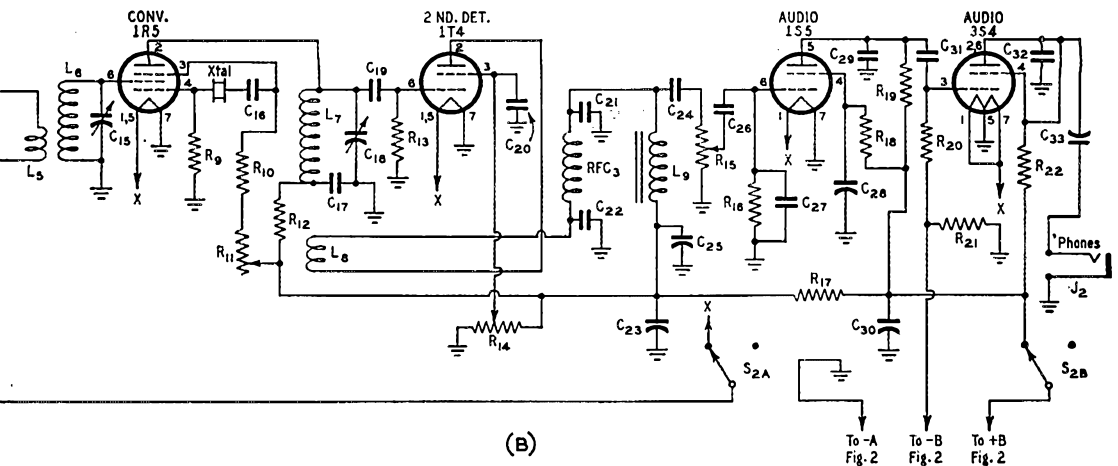 CONV.
1R5
2 ND. DET.
1T4
AUDIO
1S5
AUDIO
3S4
2
3
6
4
1,5
7
L6
Xtal
C15
C16
L5
R9
X
R10
R11
R12
L7
C19
C18
C17
L8
2
3
6
1,5
7
R13
X
C20
R14
C21
RFC3
C22
L9
C24
R15
C25
C23
C26
5
6
4
1
7
X
R16
C27
C29
R18
C28
R19
R17
C30
C31
2,6
3
4
1
5
7
C32
C33
R20
R22
X
R21
'Phones
J2
X
S2A
S2B
(B)
To -A
Fig. 2
To -B
Fig. 2
To +B
Fig. 2